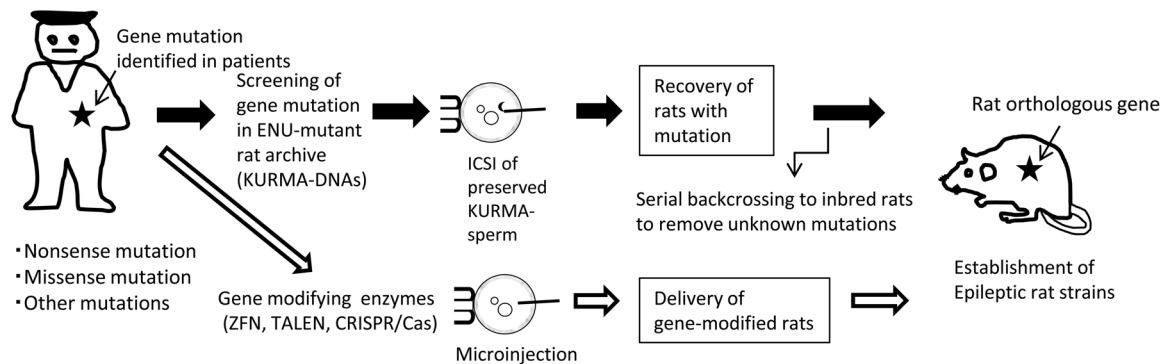 Gene mutation
identified in patients
Screening of
gene mutation
in ENU-mutant
rat archive
(KURMA-DNAs)
ICSI of
preserved
KURMA-
sperm
Recovery of
rats with
mutation
Serial backcrossing to inbred rats
to remove unknown mutations
Rat orthologous gene
・Nonsense mutation
・Missense mutation
・Other mutations
Gene modifying enzymes
(ZFN, TALEN, CRISPR/Cas)
Microinjection
Delivery of
gene-modified rats
Establishment of
Epileptic rat strains